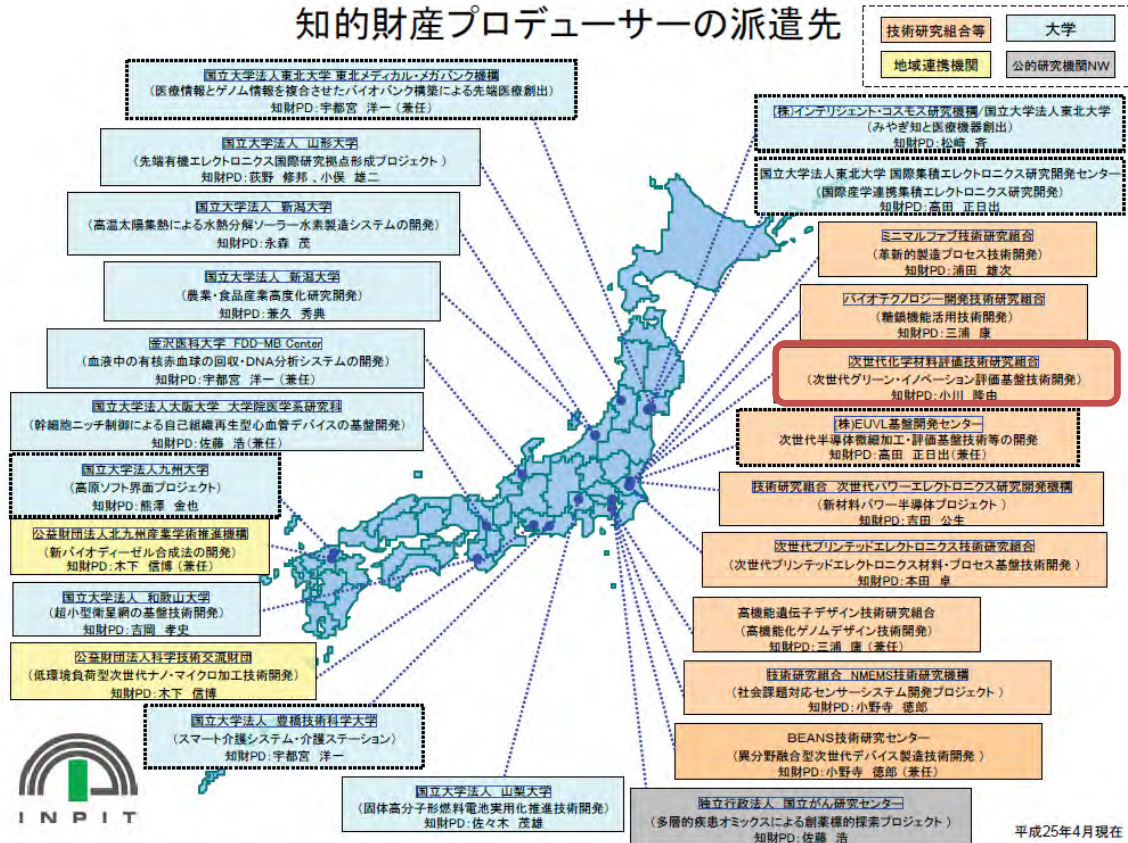 知的財産プロデューサーの派遣先
技術研究組合等
大学
地域連携機関
公的研究機関NW
国立大学法人東北大学 東北メディカル・メガバンク機構
(医療情報とゲノム情報を複合させたバイオバンク構築による先端医療創出)
知財PD:宇都宮 洋一(兼任)
国立大学法人 山形大学
(先端有機エレクトロニクス国際研究拠点形成プロジェクト)
知財PD:荻野 修邦、小俣 雄二
国立大学法人 新潟大学
(高温太陽集熱による水熱分解ソーラー水素製造システムの開発)
知財PD:永森 茂
国立大学法人 新潟大学
(農業・食品産業高度化研究開発)
知財PD:兼久 秀典
金沢医科大学 FDD-MB Center
(血液中の有核赤血球の回収・DNA分析システムの開発)
知財PD:宇都宮 洋一(兼任)
国立大学法人大阪大学 大学院医学系研究科
(幹細胞ニッチ制御による自己組織再生型心血管デバイスの基盤開発)
知財PD:佐藤 浩(兼任)
国立大学法人九州大学
(高原ソフト界面プロジェクト)
知財PD:熊澤 金也
公益財団法人北九州産業学術推進機構
(新バイオディーゼル合成法の開発)
知財PD:木下 信博(兼任)
国立大学法人 和歌山大学
(超小型衛星網の基盤技術開発)
知財PD:吉岡 孝史
公益財団法人科学技術交流財団
(低環境負荷型次世代ナノ・マイクロ加工技術開発)
知財PD:木下 信博
国立大学法人 豊橋技術科学大学
(スマート介護システム・介護ステーション)
知財PD:宇都宮 洋一
国立大学法人 山梨大学
(固体高分子形燃料電池実用化推進技術開発)
知財PD:佐々木 茂雄
(株)インテリジェント・コスモス研究機構/国立大学法人東北大学
(みやぎ知と医療機器創出)
知財PD:松﨑 斉
国立大学法人東北大学 国際集積エレクトロニクス研究開発センター
(国際産学連携集積エレクトロニクス研究開発)
知財PD:高田 正日出
ミニマルファブ技術研究組合
(革新的製造プロセス技術開発)
知財PD:浦田 雄次
バイオテクノロジー開発技術研究組合
(糖鎖機能活用技術開発)
知財PD:三浦 康
次世代化学材料評価技術研究組合
(次世代グリーン・イノベーション評価基盤技術開発)
知財PD:小川 隆由
(株)EUVL基盤開発センター
次世代半導体微細加工・評価基盤技術等の開発
知財PD:高田 正日出(兼任)
技術研究組合 次世代パワーエレクトロニクス研究開発機構
(新材料パワー半導体プロジェクト)
知財PD:吉田 公生
次世代プリンテッドエレクトロニクス技術研究組合
(次世代プリンテッドエレクトロニクス材料・プロセス基盤技術開発)
知財PD:本田 卓
高機能遺伝子デザイン技術研究組合
(高機能化ゲノムデザイン技術開発)
知財PD:三浦 康(兼任)
技術研究組合 NMEMS技術研究機構
(社会課題対応センサーシステム開発プロジェクト)
知財PD:小野寺 徳郎
BEANS技術研究センター
(異分野融合型次世代デバイス製造技術開発)
知財PD:小野寺 徳郎(兼任)
独立行政法人 国立がん研究センター
(多層的疾患オミックスによる創薬標的探索プロジェクト)
知財PD:佐藤 浩
INPIT
平成25年4月現在